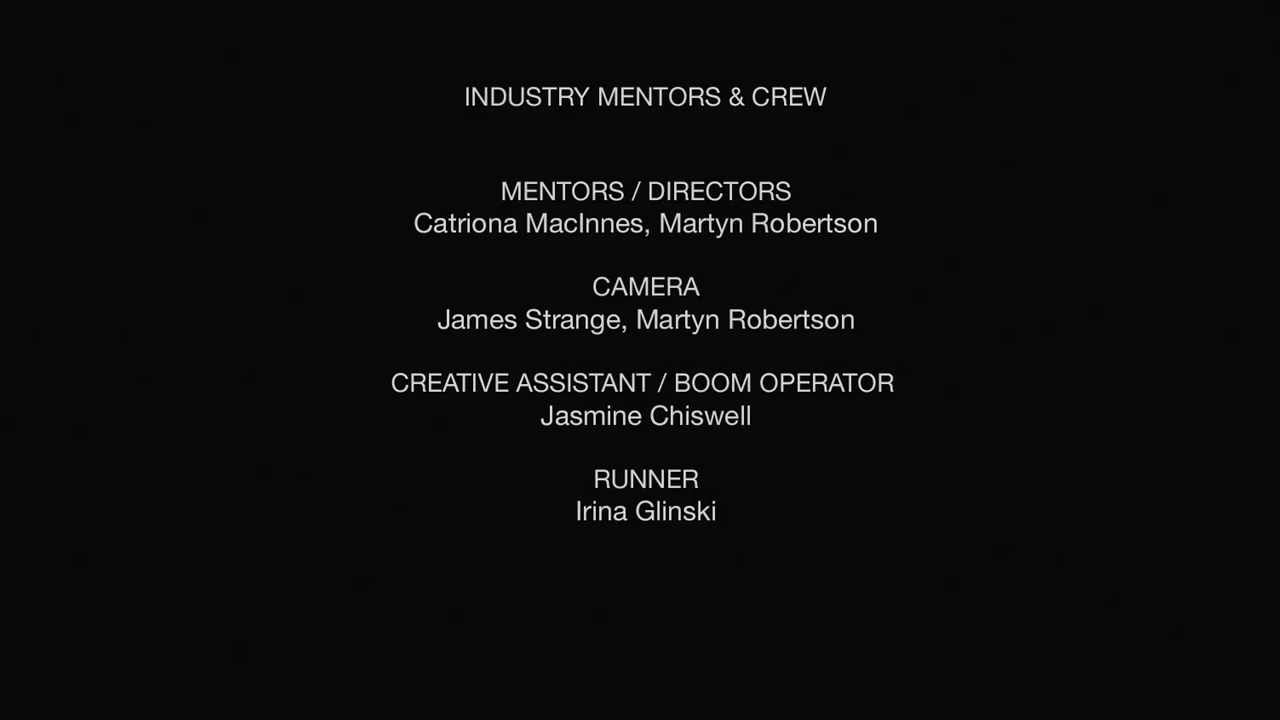 INDUSTRY MENTORS & CREW
MENTORS / DIRECTORS
Catriona MacInnes, Martyn Robertson
CAMERA
James Strange, Martyn Robertson
CREATIVE ASSISTANT / BOOM OPERATOR
Jasmine Chiswell
RUNNER
Irina Glinski